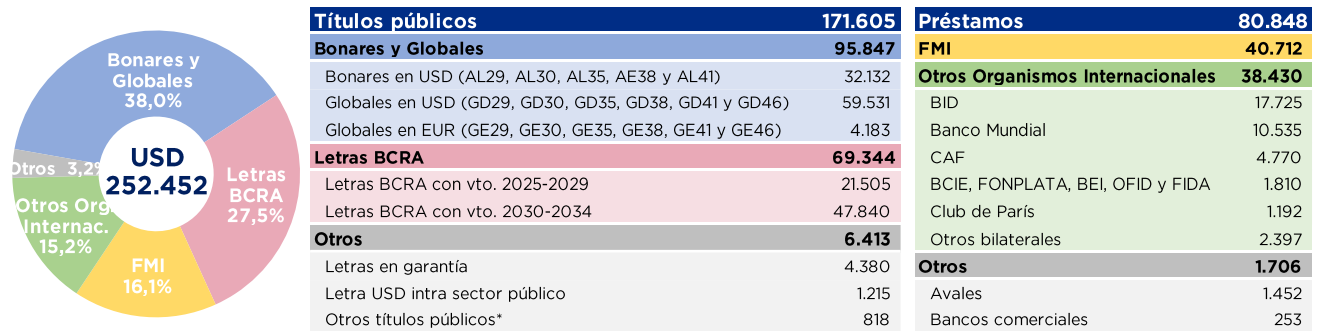 Bonares y
Globales
38,0%
Otros 3,2%
USD
252.452
Letras
BCRA
27,5%
Otros Org.
Internac.
15,2%
FMI
16,1%
Títulos públicos 171.605
Bonares y Globales 95.847
Bonares en USD (AL29, AL30, AL35, AE38 y AL41) 32.132
Globales en USD (GD29, GD30, GD35, GD38, GD41 y GD46) 59.531
Globales en EUR (GE29, GE30, GE35, GE38, GE41 y GE46) 4.183
Letras BCRA 69.344
Letras BCRA con vto. 2025-2029 21.505
Letras BCRA con vto. 2030-2034 47.840
Otros 6.413
Letras en garantía 4.380
Letra USD intra sector público 1.215
Otros títulos públicos* 818
Préstamos 80.848
FMI 40.712
Otros Organismos Internacionales 38.430
BID 17.725
Banco Mundial 10.535
CAF 4.770
BCIE, FONPLATA, BEI, OFID y FIDA 1.810
Club de París 1.192
Otros bilaterales 2.397
Otros 1.706
Avales 1.452
Bancos comerciales 253